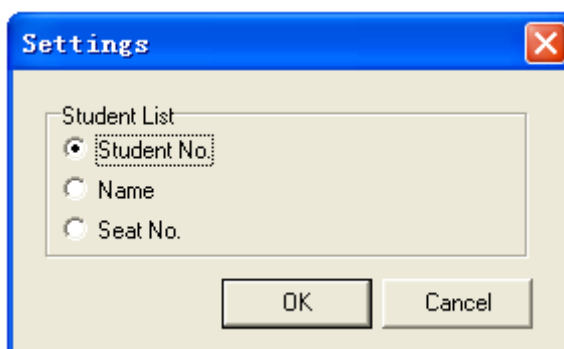 Settings
Student List
Student No.
Name
Seat No.
OK Cancel